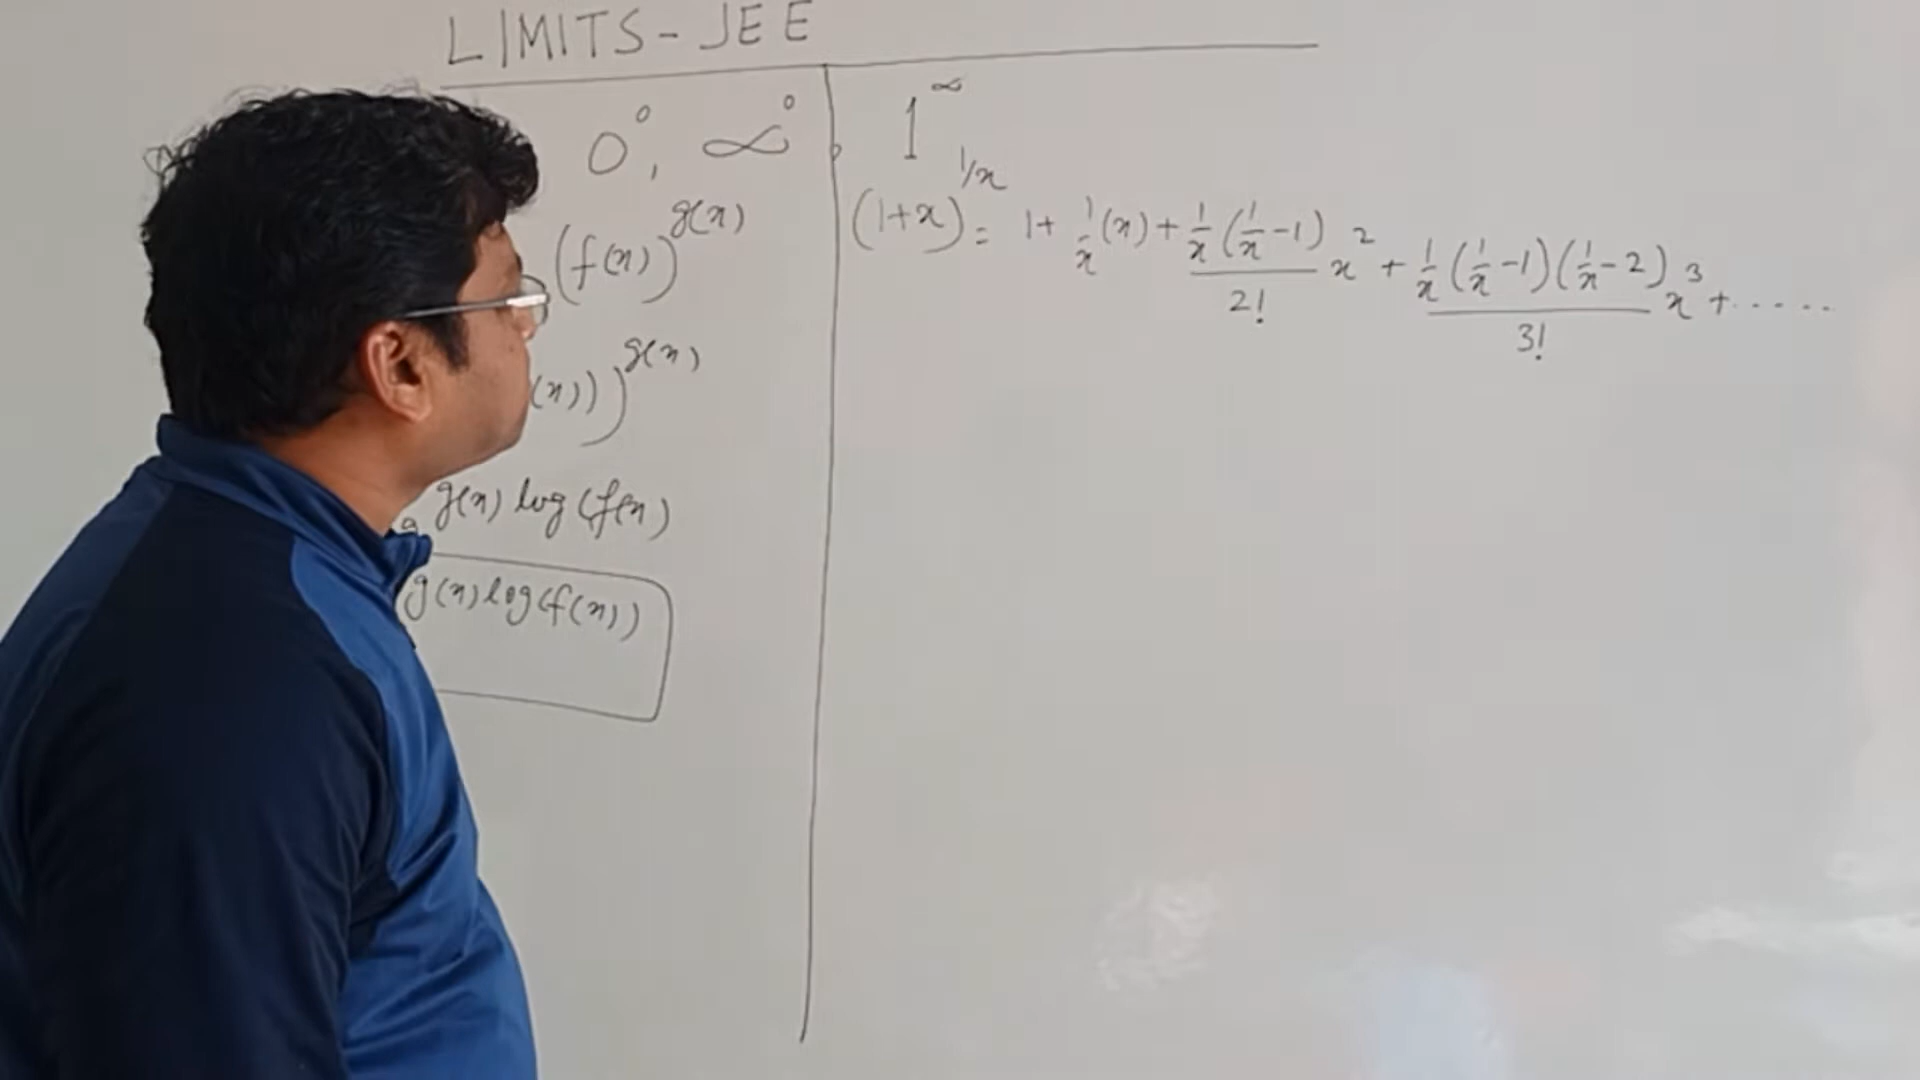 LIMITS - JEE
0⁰, ∞⁰, 1^∞
(f(x))^g(x)
(x)))^g(x)
g(x) log(f(x)
g(x) log(f(x))
(1+x)^1/x = 1 + 1/x (x) + 1/x (1/x - 1)/2! x² + 1/x (1/x - 1)(1/x - 2)/3! x³ + ......